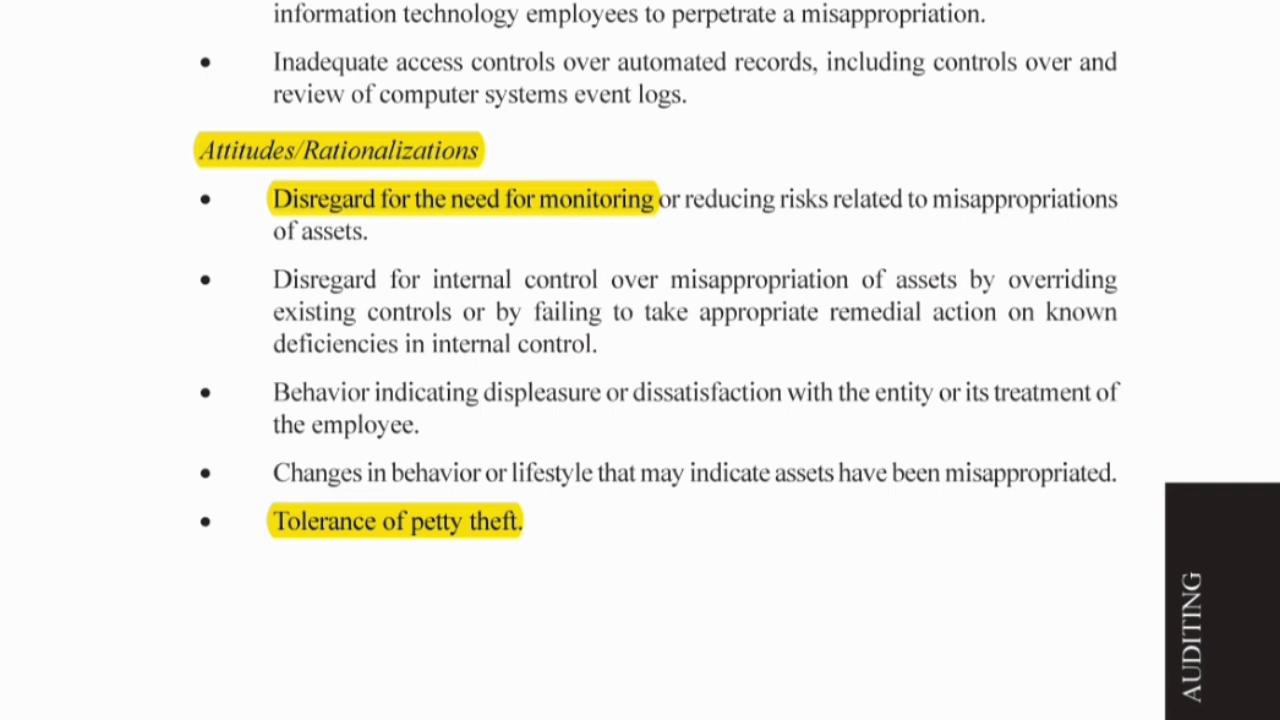 information technology employees to perpetrate a misappropriation.
• Inadequate access controls over automated records, including controls over and
review of computer systems event logs.
Attitudes/Rationalizations
• Disregard for the need for monitoring or reducing risks related to misappropriations
of assets.
• Disregard for internal control over misappropriation of assets by overriding
existing controls or by failing to take appropriate remedial action on known
deficiencies in internal control.
• Behavior indicating displeasure or dissatisfaction with the entity or its treatment of
the employee.
• Changes in behavior or lifestyle that may indicate assets have been misappropriated.
• Tolerance of petty theft.
AUDITING